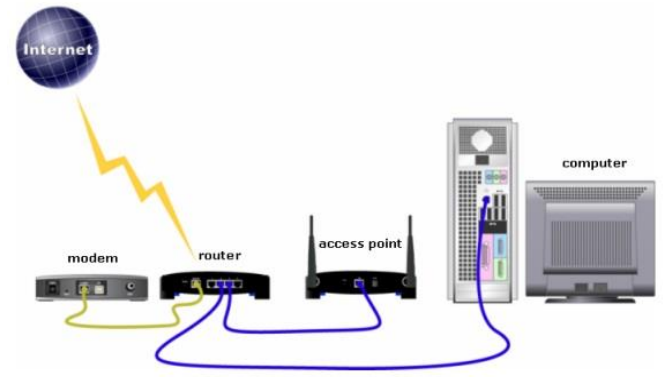 Internet
computer
access point
router
modem